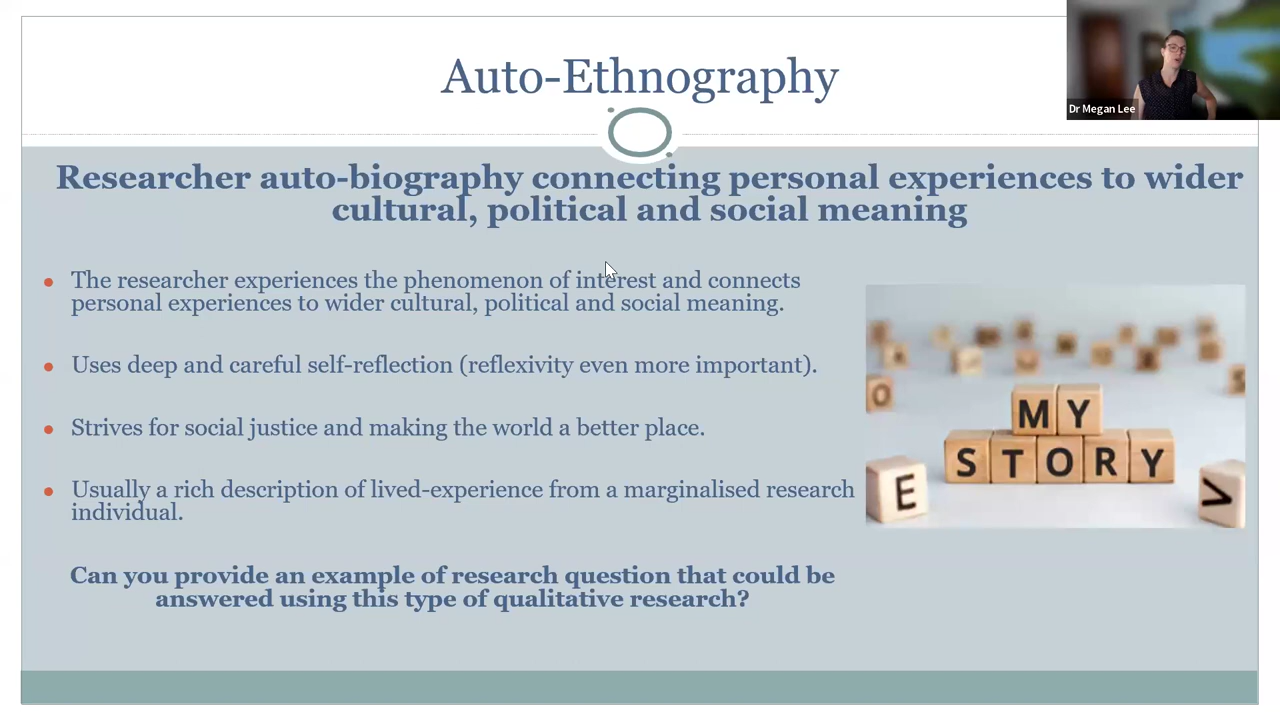 Auto-Ethnography
Dr Megan Lee
Researcher auto-biography connecting personal experiences to wider
cultural, political and social meaning
• The researcher experiences the phenomenon of interest and connects
personal experiences to wider cultural, political and social meaning.
• Uses deep and careful self-reflection (reflexivity even more important).
• Strives for social justice and making the world a better place.
• Usually a rich description of lived-experience from a marginalised research
individual.
MY
STORY
O
E
S
>
Can you provide an example of research question that could be
answered using this type of qualitative research?